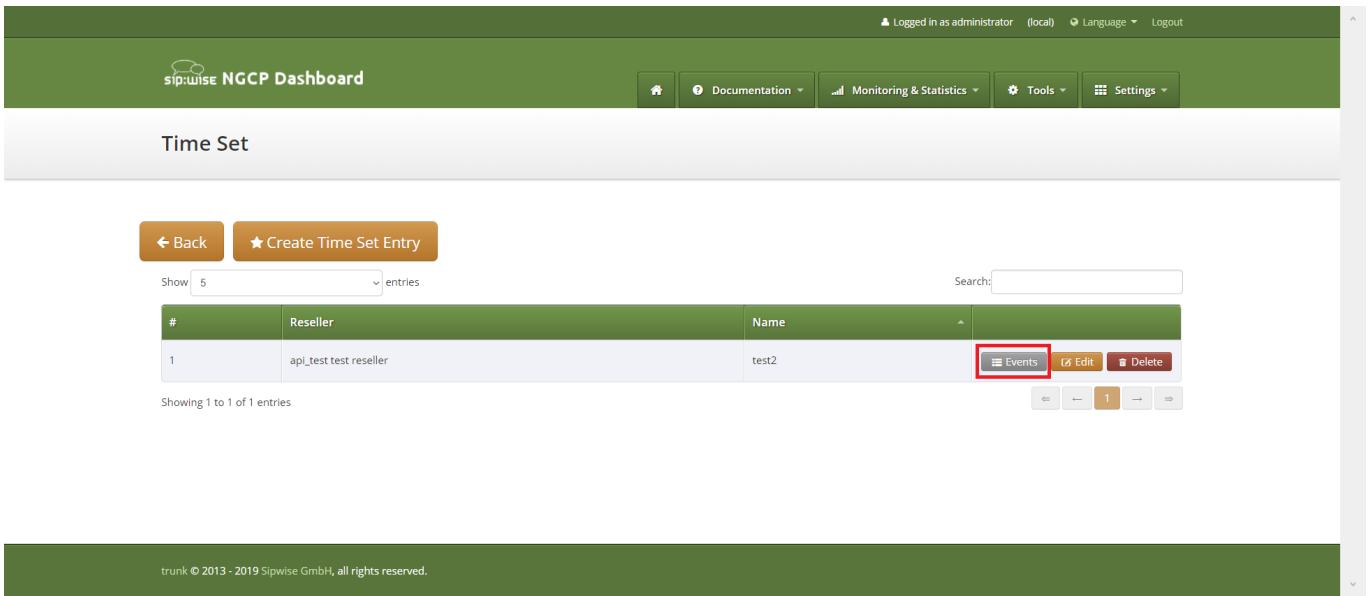 Logged in as administrator (local) Language Logout
sip:wise NGCP Dashboard
Documentation Monitoring & Statistics Tools Settings
Time Set
Back Create Time Set Entry
Show 5 entries Search:
# Reseller Name
1 api_test test reseller test2 Events Edit Delete
Showing 1 to 1 of 1 entries ⇐ ← 1 → ⇒
trunk © 2013 - 2019 Sipwise GmbH, all rights reserved.